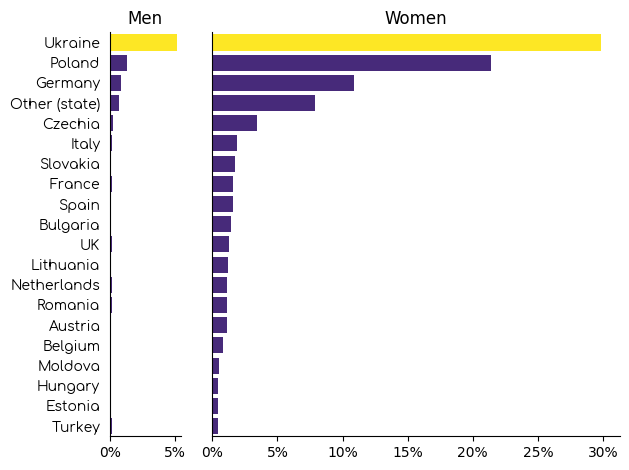 Men Women
Ukraine
Poland
Germany
Other (state)
Czechia
Italy
Slovakia
France
Spain
Bulgaria
UK
Lithuania
Netherlands
Romania
Austria
Belgium
Moldova
Hungary
Estonia
Turkey
0% 5% 0% 5% 10% 15% 20% 25% 30%